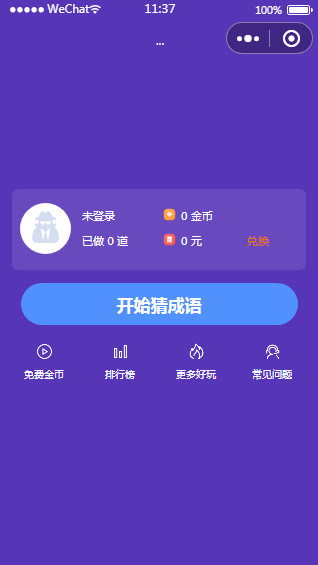 WeChat 11:37 100%
...
未登录 0 金币
已做 0 道 0 元 兑换
开始猜成语
免费金币 排行榜 更多好玩 常见问题